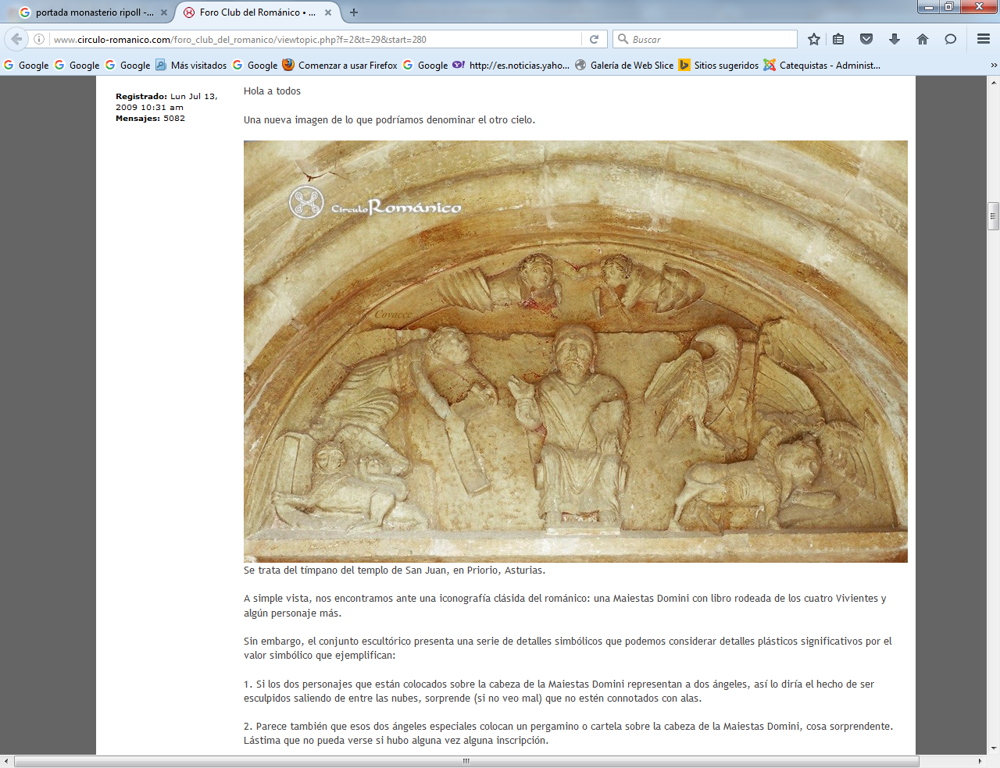 portada monasterio ripoll -...
Foro Club del Románico • ...
www.circulo-romanico.com/foro_club_del_romanico/viewtopic.php?f=2&t=29&start=280
Buscar
Google
Google
Google
Más visitados
Google
Comenzar a usar Firefox
Google
http://es.noticias.yaho...
Galería de Web Slice
Sitios sugeridos
Catequistas - Administ...
Registrado: Lun Jul 13,
2009 10:31 am
Mensajes: 5082
Hola a todos
Una nueva imagen de lo que podríamos denominar el otro cielo.
Circulo Románico
Covacec
Se trata del tímpano del templo de San Juan, en Priorio, Asturias.
A simple vista, nos encontramos ante una iconografía clásida del románico: una Maiestas Domini con libro rodeada de los cuatro Vivientes y
algún personaje más.
Sin embargo, el conjunto escultórico presenta una serie de detalles simbólicos que podemos considerar detalles plásticos significativos por el
valor simbólico que ejemplifican:
1. Si los dos personajes que están colocados sobre la cabeza de la Maiestas Domini representan a dos ángeles, así lo diría el hecho de ser
esculpidos saliendo de entre las nubes, sorprende (si no veo mal) que no estén connotados con alas.
2. Parece también que esos dos ángeles especiales colocan un pergamino o cartela sobre la cabeza de la Maiestas Domini, cosa sorprendente.
Lástima que no pueda verse si hubo alguna vez alguna inscripción.